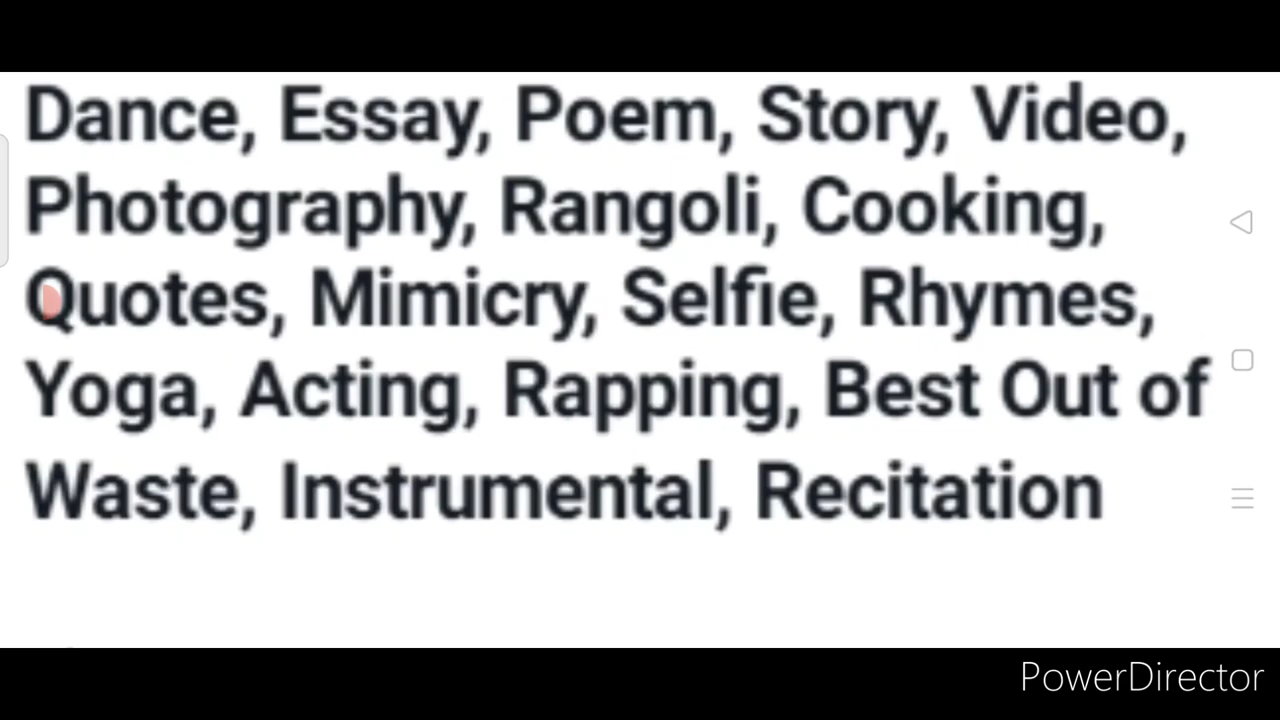 Dance, Essay, Poem, Story, Video,
Photography, Rangoli, Cooking,
Quotes, Mimicry, Selfie, Rhymes,
Yoga, Acting, Rapping, Best Out of
Waste, Instrumental, Recitation
PowerDirector